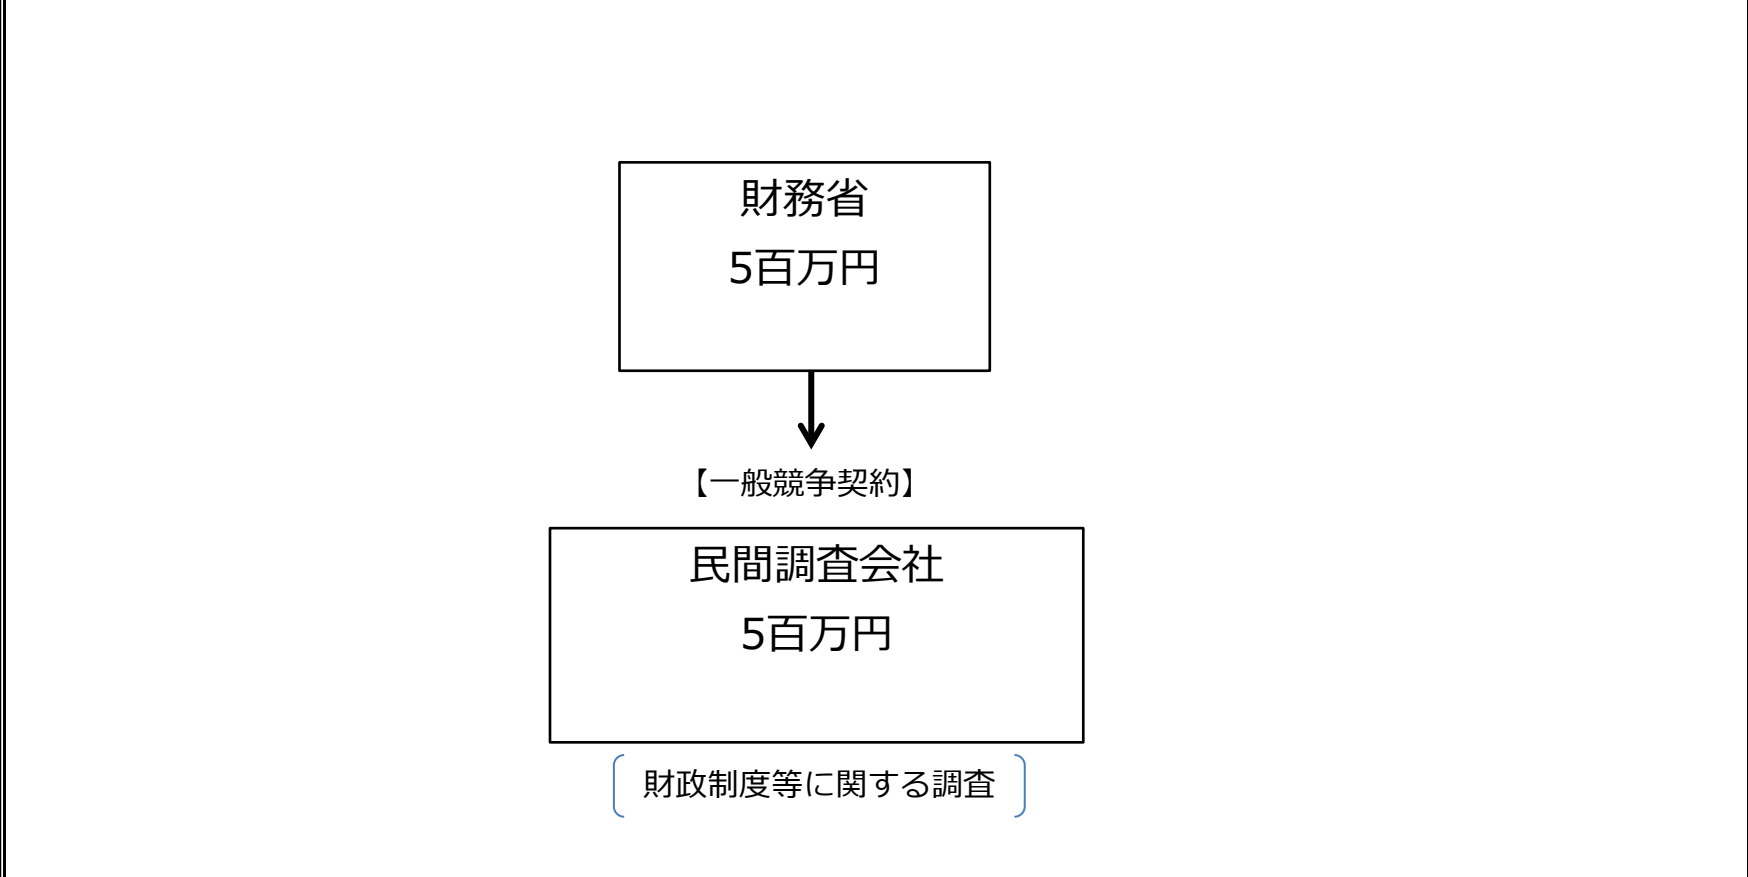 財務省
5百万円
【一般競争契約】
民間調査会社
5百万円
財政制度等に関する調査